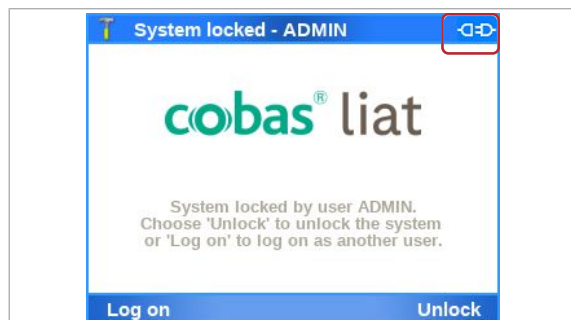 System locked - ADMIN
cobas® liat
System locked by user ADMIN.
Choose 'Unlock' to unlock the system
or 'Log on' to log on as another user.
Log on
Unlock